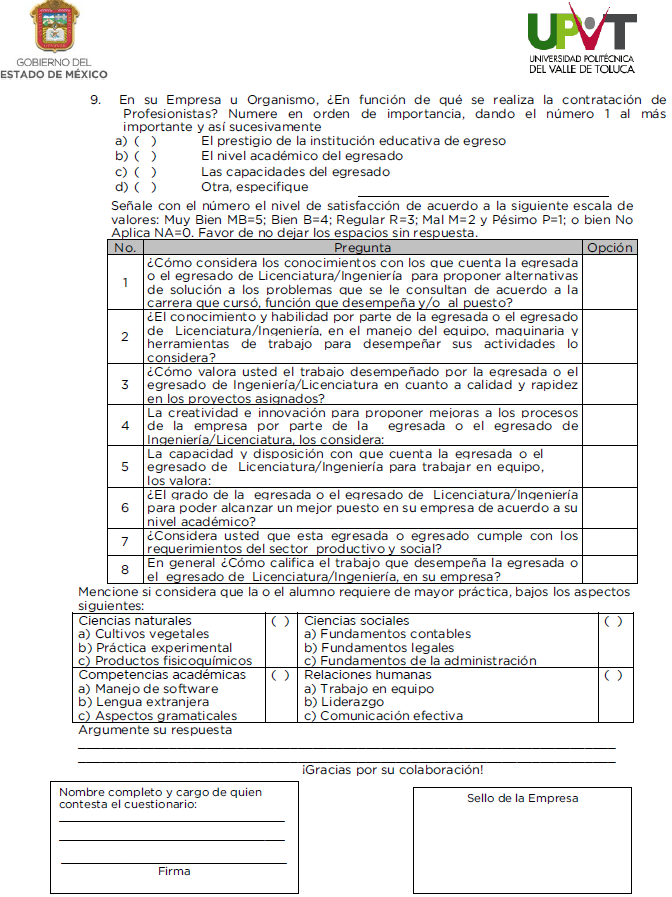 GOBIERNO DEL
ESTADO DE MÉXICO
UPVT
UNIVERSIDAD POLITÉCNICA
DEL VALLE DE TOLUCA
9. En su Empresa u Organismo, ¿En función de qué se realiza la contratación de
Profesionistas? Numere en orden de importancia, dando el número 1 al más
importante y así sucesivamente
a) ( ) El prestigio de la institución educativa de egreso
b) ( ) El nivel académico del egresado
c) ( ) Las capacidades del egresado
d) ( ) Otra, especifique
Señale con el número el nivel de satisfacción de acuerdo a la siguiente escala de
valores: Muy Bien MB=5; Bien B=4; Regular R=3; Mal M=2 y Pésimo P=1; o bien No
Aplica NA=0. Favor de no dejar los espacios sin respuesta.
No. Pregunta Opción
1
¿Cómo considera los conocimientos con los que cuenta la egresada
o el egresado de Licenciatura/Ingeniería para proponer alternativas
de solución a los problemas que se le consultan de acuerdo a la
carrera que cursó, función que desempeña y/o al puesto?
2
¿El conocimiento y habilidad por parte de la egresada o el egresado
de Licenciatura/Ingeniería, en el manejo del equipo, maquinaria y
herramientas de trabajo para desempeñar sus actividades lo
considera?
3
¿Cómo valora usted el trabajo desempeñado por la egresada o el
egresado de Ingeniería/Licenciatura en cuanto a calidad y rapidez
en los proyectos asignados?
4
La creatividad e innovación para proponer mejoras a los procesos
de la empresa por parte de la egresada o el egresado de
Ingeniería/Licenciatura, los considera:
5
La capacidad y disposición con que cuenta la egresada o el
egresado de Licenciatura/Ingeniería para trabajar en equipo,
los valora:
6
¿El grado de la egresada o el egresado de Licenciatura/Ingeniería
para poder alcanzar un mejor puesto en su empresa de acuerdo a su
nivel académico?
7
¿Considera usted que esta egresada o egresado cumple con los
requerimientos del sector productivo y social?
8
En general ¿Cómo califica el trabajo que desempeña la egresada o
el egresado de Licenciatura/Ingeniería, en su empresa?
Mencione si considera que la o el alumno requiere de mayor práctica, bajos los aspectos
siguientes:
Ciencias naturales ( )
a) Cultivos vegetales
b) Práctica experimental
c) Productos fisicoquímicos
Ciencias sociales ( )
a) Fundamentos contables
b) Fundamentos legales
c) Fundamentos de la administración
Competencias académicas ( )
a) Manejo de software
b) Lengua extranjera
c) Aspectos gramaticales
Relaciones humanas ( )
a) Trabajo en equipo
b) Liderazgo
c) Comunicación efectiva
Argumente su respuesta
¡Gracias por su colaboración!
Nombre completo y cargo de quien
contesta el cuestionario:
Firma
Sello de la Empresa